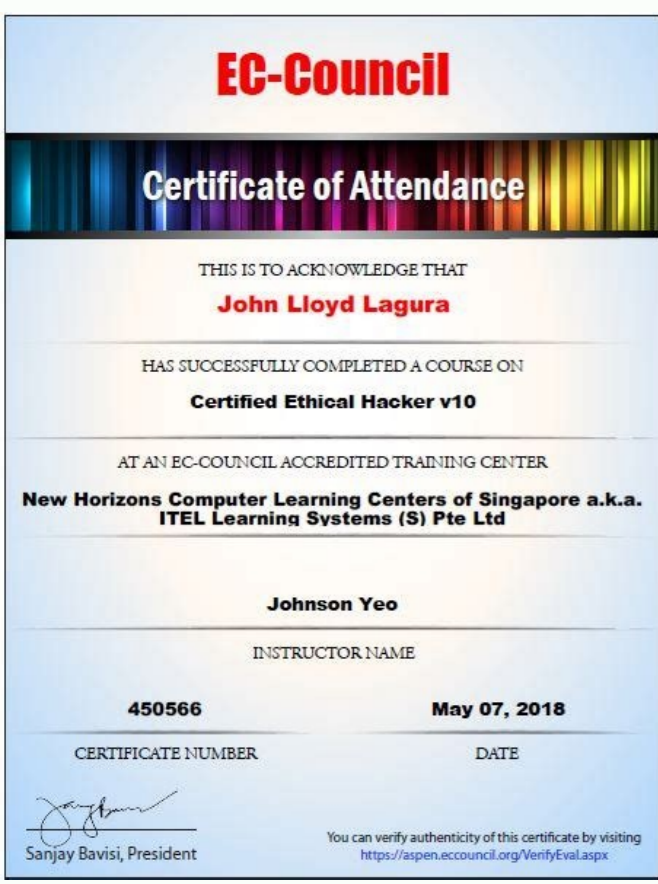 EC-Council
Certificate of Attendance
THIS IS TO ACKNOWLEDGE THAT
John Lloyd Lagura
HAS SUCCESSFULLY COMPLETED A COURSE ON
Certified Ethical Hacker v10
AT AN EC-COUNCIL ACCREDITED TRAINING CENTER
New Horizons Computer Learning Centers of Singapore a.k.a.
ITEL Learning Systems (S) Pte Ltd
Johnson Yeo
INSTRUCTOR NAME
450566
May 07, 2018
CERTIFICATE NUMBER
DATE
Sanjay Bavisi, President
You can verify authenticity of this certificate by visiting
https://aspen.eccouncil.org/VerifyEval.aspx